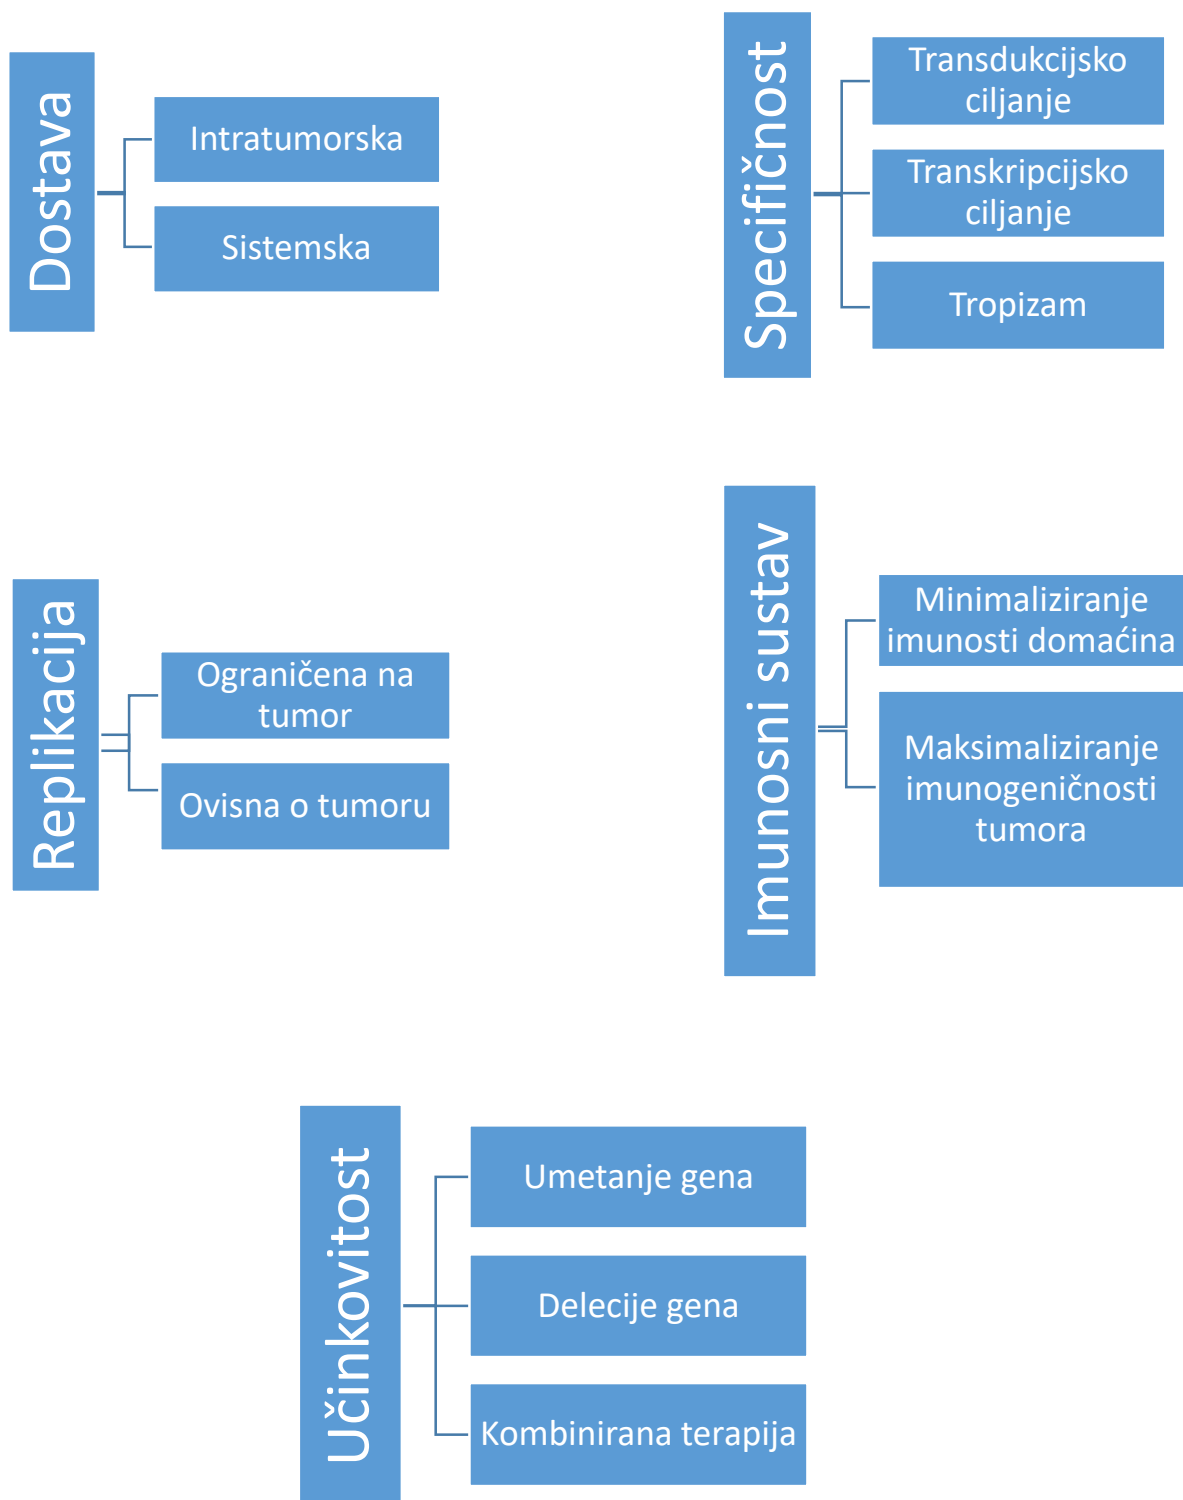 Dostava
Intratumorska
Sistemska
Specifičnost
Transdukcijsko
ciljanje
Transkripcijsko
ciljanje
Tropizam
Replikacija
Ograničena na
tumor
Ovisna o tumoru
Imunosni sustav
Minimaliziranje
imunosti domaćina
Maksimaliziranje
imunogeničnosti
tumora
Učinkovitost
Umetanje gena
Delecije gena
Kombinirana terapija